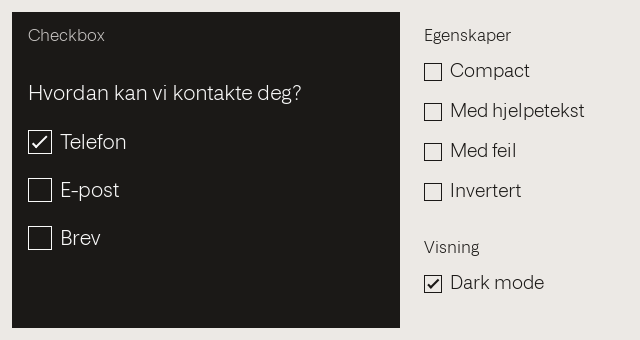 Checkbox
Hvordan kan vi kontakte deg?
Telefon
E-post
Brev
Egenskaper
Compact
Med hjelpetekst
Med feil
Invertert
Visning
Dark mode